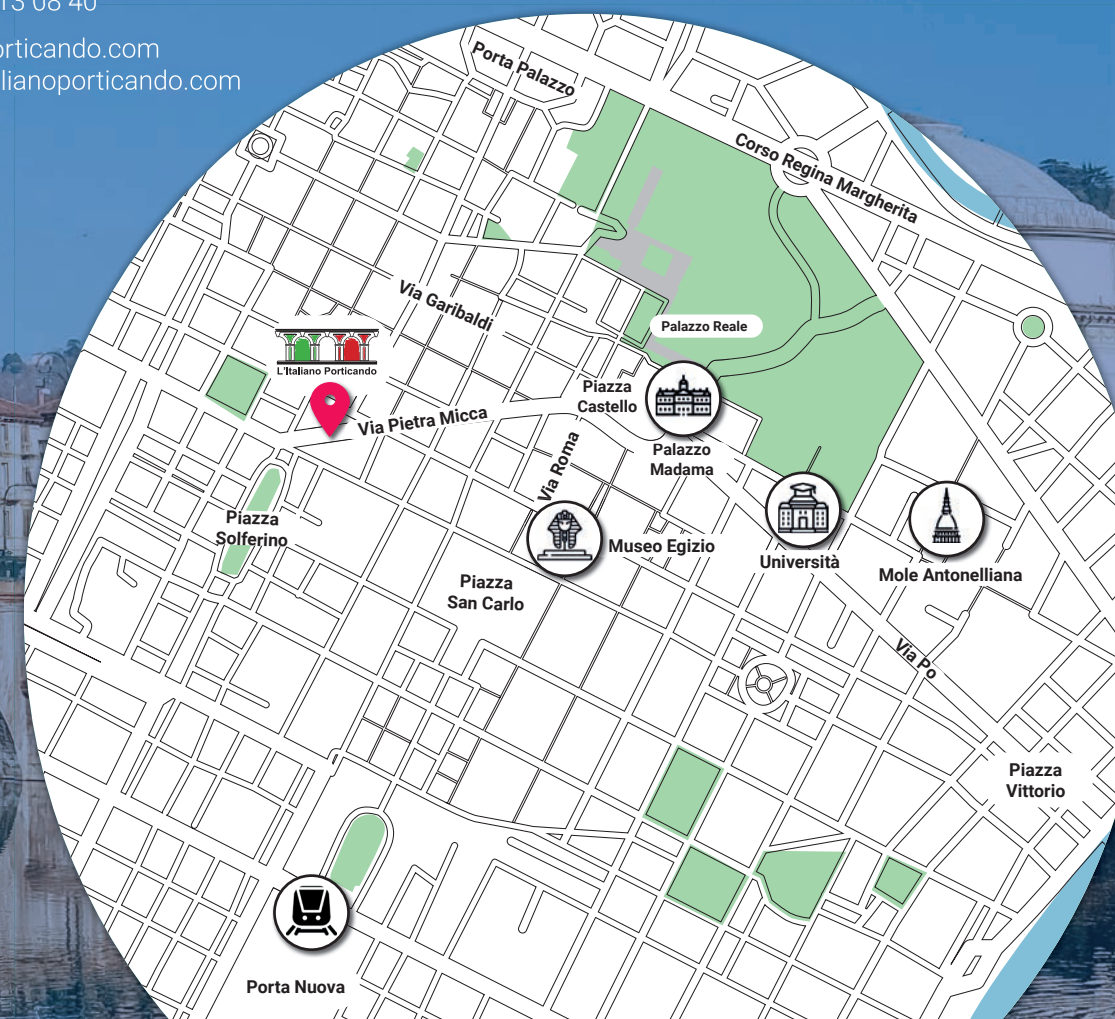 13 08 40
orticando.com
lianoporticando.com
Porta Palazzo
Corso Regina Margherita
Via Garibaldi
Palazzo Reale
L'Italiano Porticando
Piazza
Castello
Via Pietra Micca
Palazzo
Madama
Via Roma
Piazza
Solferino
Museo Egizio
Università
Mole Antonelliana
Piazza
San Carlo
Via Po
Piazza
Vittorio
Porta Nuova